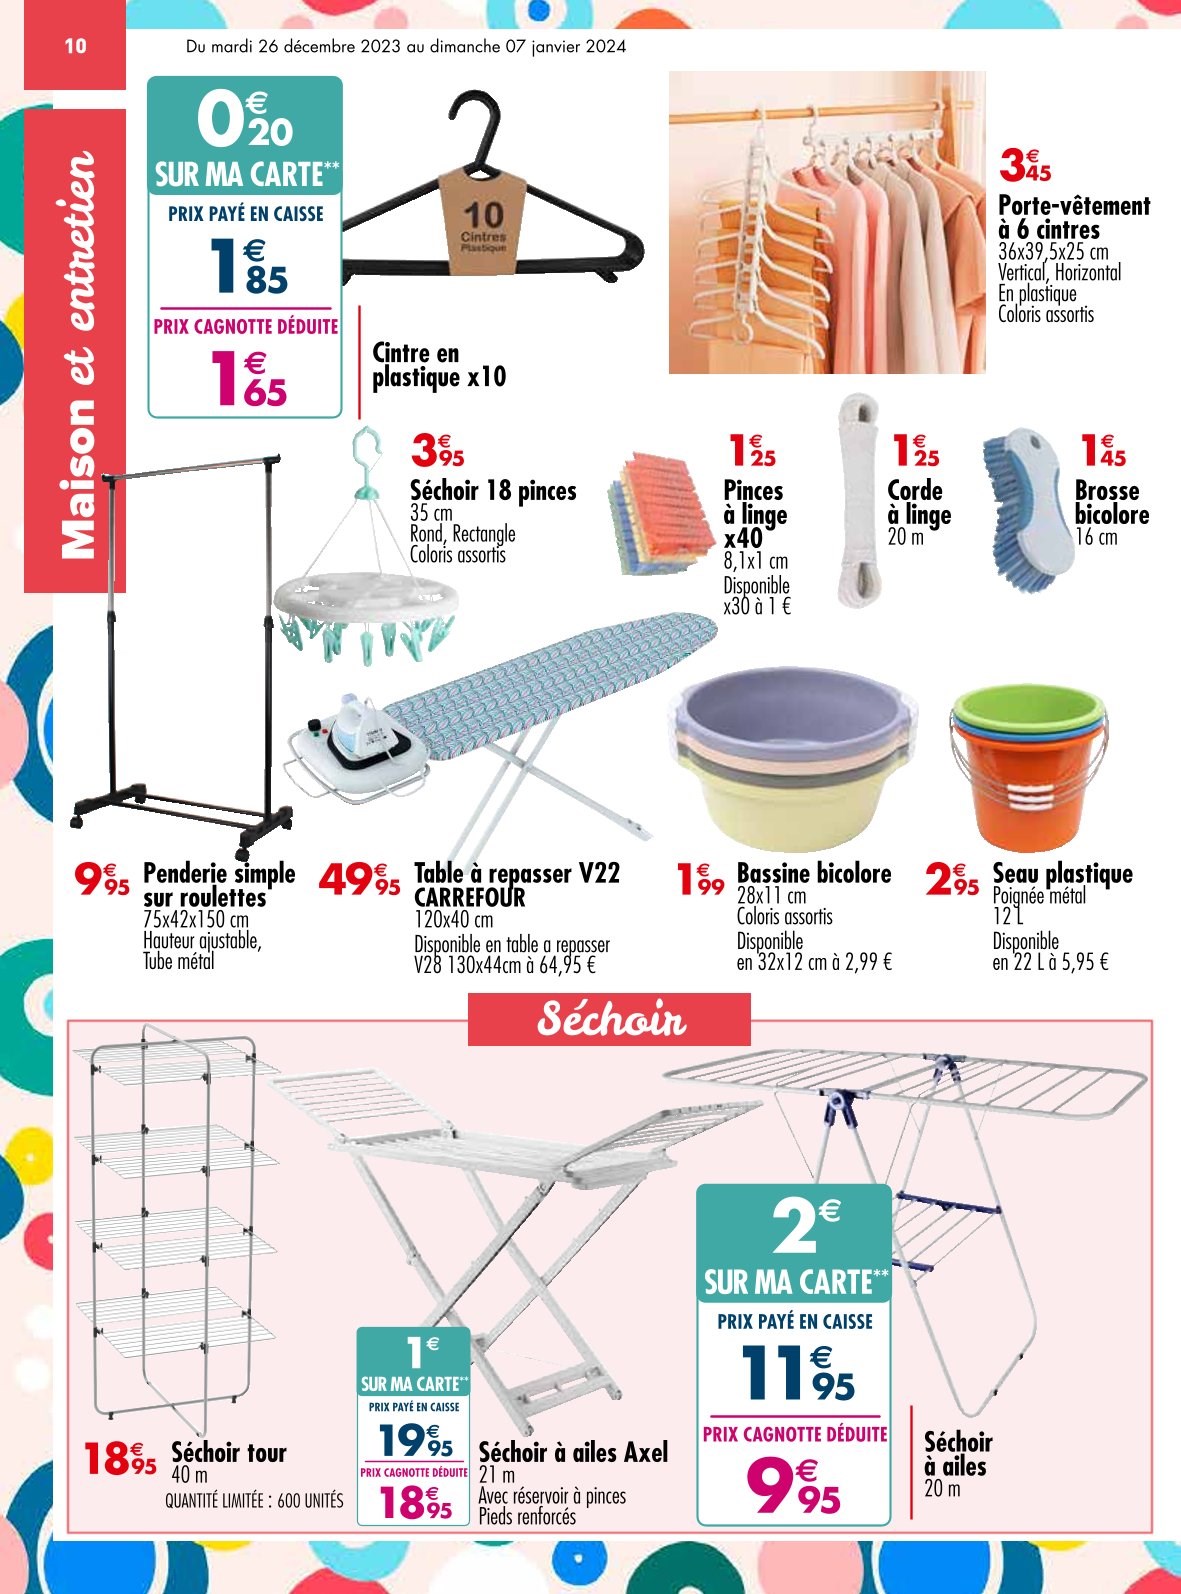 10
Du mardi 26 décembre 2023 au dimanche 07 janvier 2024
Maison et entretien
0€20
SUR MA CARTE**
PRIX PAYÉ EN CAISSE
1€85
PRIX CAGNOTTE DÉDUITE
1€65
10
Cintres
Plastique
Cintre en
plastique x10
3€45
Porte-vêtement
à 6 cintres
36x39,5x25 cm
Vertical, Horizontal
En plastique
Coloris assortis
3€95
Séchoir 18 pinces
35 cm
Rond, Rectangle
Coloris assortis
1€25
Pinces
à linge
x40
8,1x1 cm
Disponible
x30 à 1 €
1€25
Corde
à linge
20 m
1€45
Brosse
bicolore
16 cm
9€95
Penderie simple
sur roulettes
75x42x150 cm
Hauteur ajustable,
Tube métal
49€95
Table à repasser V22
CARREFOUR
120x40 cm
Disponible en table a repasser
V28 130x44cm à 64,95 €
1€99
Bassine bicolore
28x11 cm
Coloris assortis
Disponible
en 32x12 cm à 2,99 €
2€95
Seau plastique
Poignée métal
12 L
Disponible
en 22 L à 5,95 €
Séchoir
18€95
Séchoir tour
40 m
QUANTITÉ LIMITÉE : 600 UNITÉS
1€
SUR MA CARTE**
PRIX PAYÉ EN CAISSE
19€95
PRIX CAGNOTTE DÉDUITE
18€95
Séchoir à ailes Axel
21 m
Avec réservoir à pinces
Pieds renforcés
2€
SUR MA CARTE**
PRIX PAYÉ EN CAISSE
11€95
PRIX CAGNOTTE DÉDUITE
9€95
Séchoir
à ailes
20 m